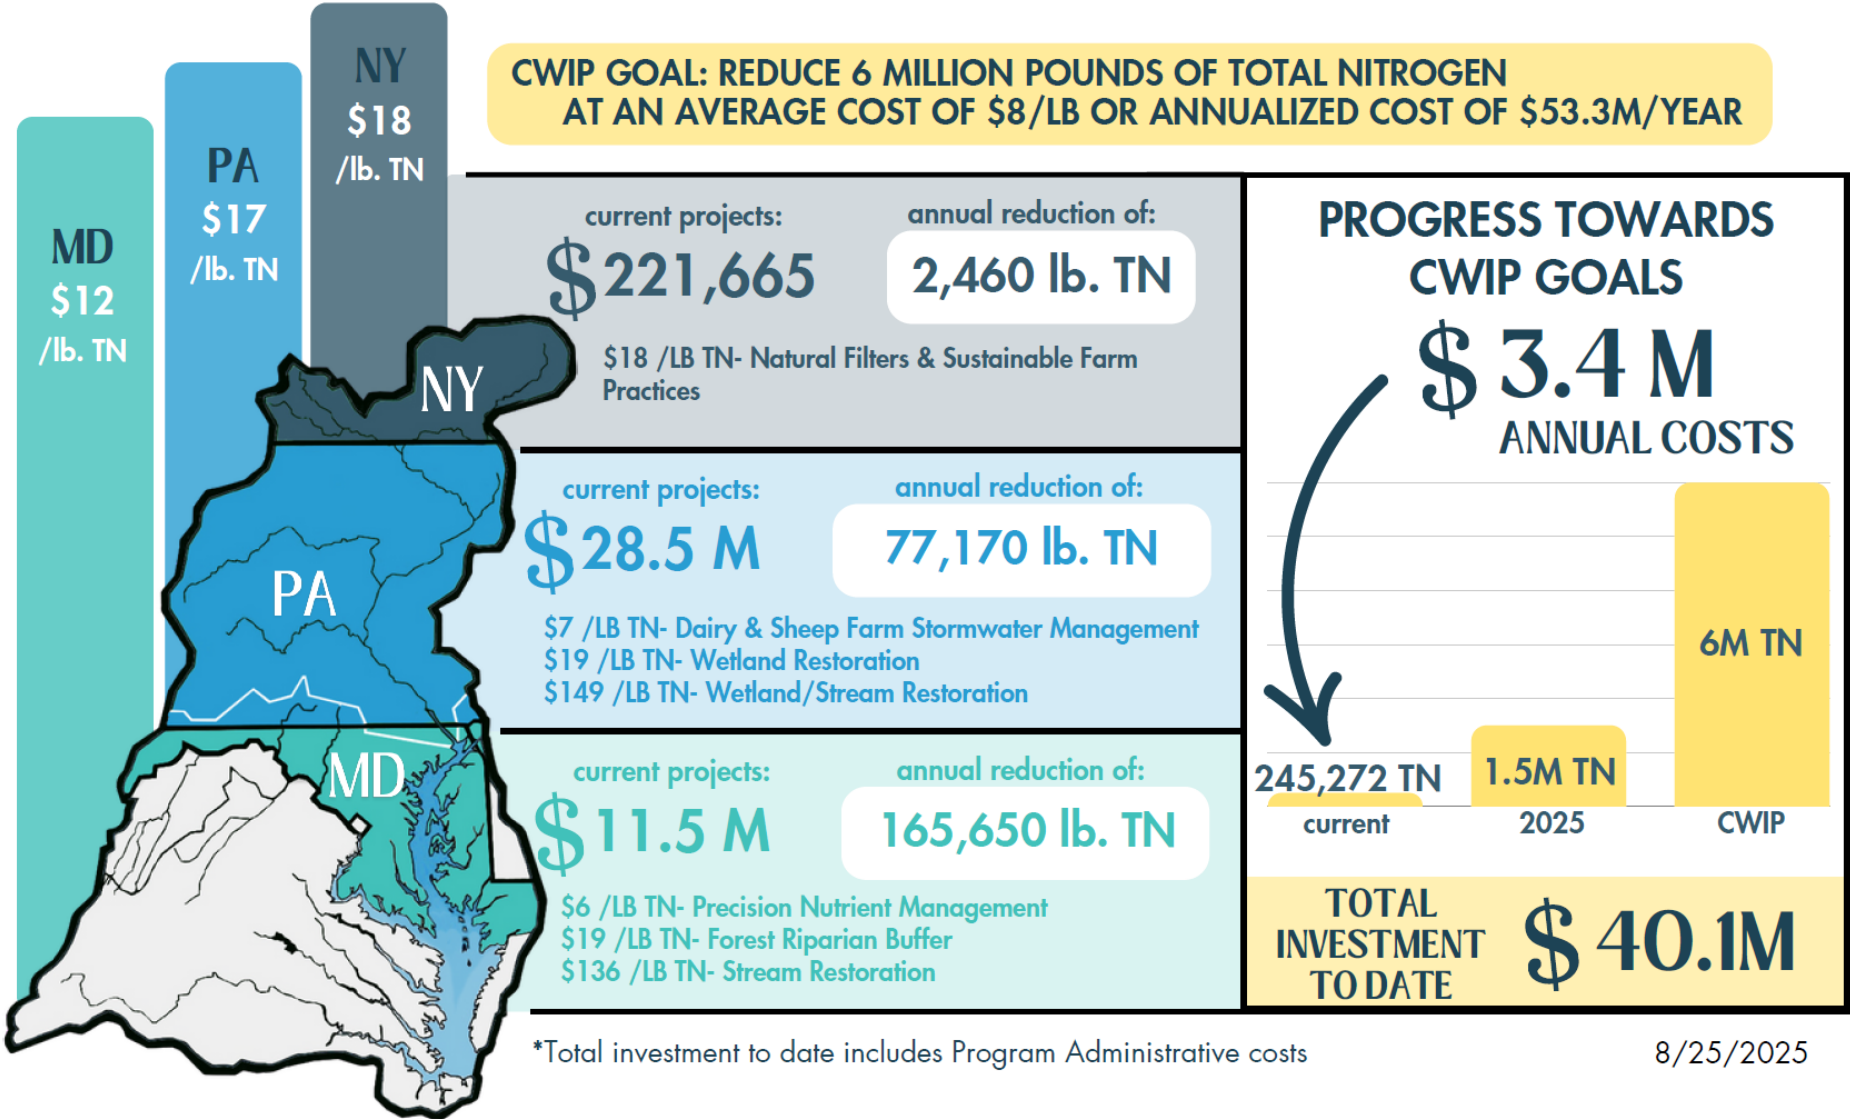 NY
$18
/lb. TN
PA
$17
/lb. TN
MD
$12
/lb. TN
CWIP GOAL: REDUCE 6 MILLION POUNDS OF TOTAL NITROGEN
AT AN AVERAGE COST OF $8/LB OR ANNUALIZED COST OF $53.3M/YEAR
current projects:
$221,665
annual reduction of:
2,460 lb. TN
$18 /LB TN- Natural Filters & Sustainable Farm
Practices
NY
current projects:
$28.5 M
annual reduction of:
77,170 lb. TN
$7 /LB TN- Dairy & Sheep Farm Stormwater Management
$19 /LB TN- Wetland Restoration
$149 /LB TN- Wetland/Stream Restoration
PA
current projects:
$11.5 M
annual reduction of:
165,650 lb. TN
$6 /LB TN- Precision Nutrient Management
$19 /LB TN- Forest Riparian Buffer
$136 /LB TN- Stream Restoration
MD
PROGRESS TOWARDS
CWIP GOALS
$ 3.4 M
ANNUAL COSTS
245,272 TN
1.5M TN
6M TN
current
2025
CWIP
TOTAL
INVESTMENT
TO DATE
$ 40.1M
*Total investment to date includes Program Administrative costs
8/25/2025